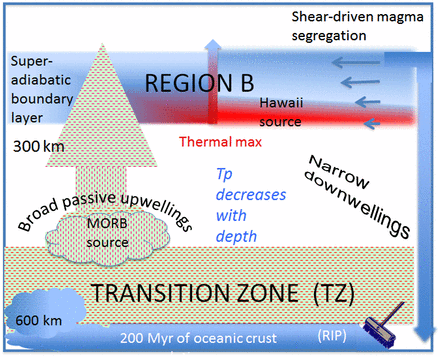 Shear-driven magma
segregation
Super-
adiabatic
boundary
layer
REGION B
Hawaii
source
300 km
Thermal max
Broad passive upwellings
MORB
source
Tp
decreases
with
depth
Narrow
downwellings
TRANSITION ZONE (TZ)
600 km
200 Myr of oceanic crust (RIP)